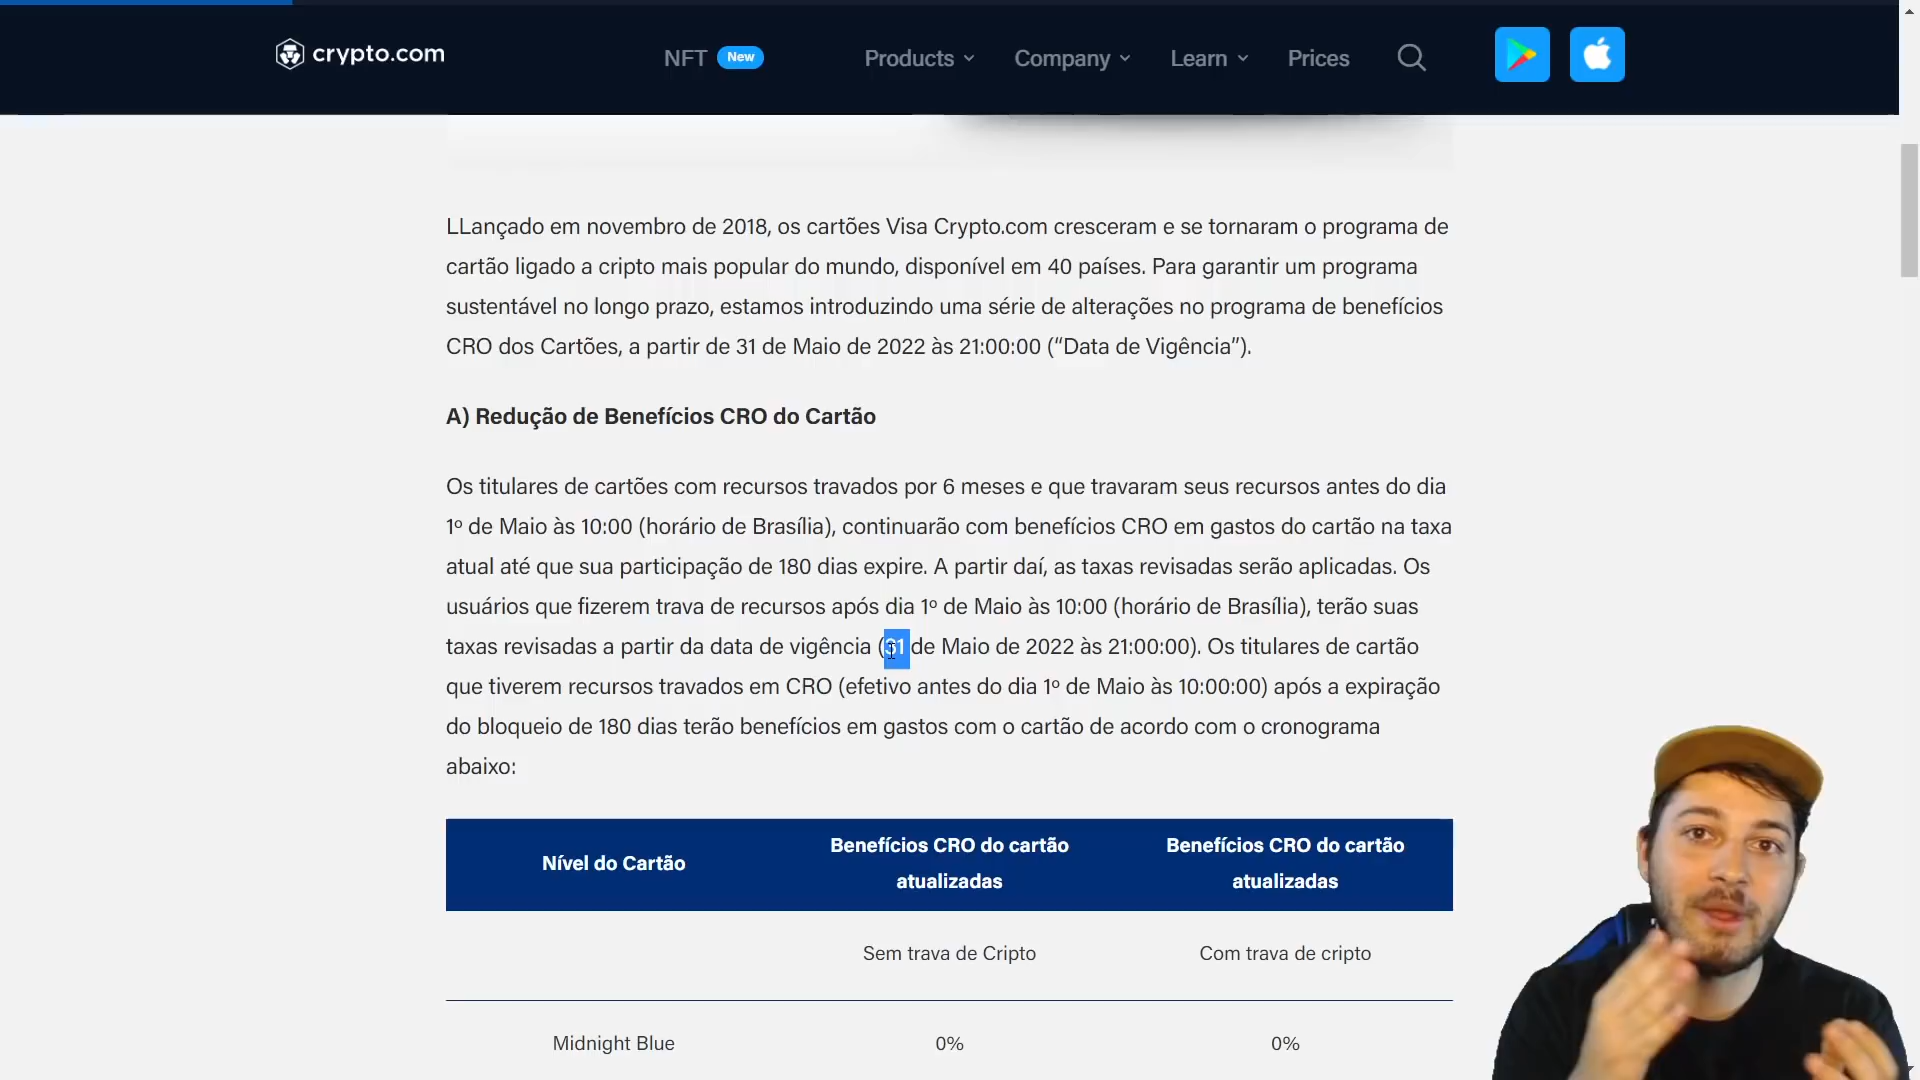 crypto.com
NFT New Products Company Learn Prices
LLançado em novembro de 2018, os cartões Visa Crypto.com cresceram e se tornaram o programa de
cartão ligado a cripto mais popular do mundo, disponível em 40 países. Para garantir um programa
sustentável no longo prazo, estamos introduzindo uma série de alterações no programa de benefícios
CRO dos Cartões, a partir de 31 de Maio de 2022 às 21:00:00 (“Data de Vigência”).
A) Redução de Benefícios CRO do Cartão
Os titulares de cartões com recursos travados por 6 meses e que travaram seus recursos antes do dia
1º de Maio às 10:00 (horário de Brasília), continuarão com benefícios CRO em gastos do cartão na taxa
atual até que sua participação de 180 dias expire. A partir daí, as taxas revisadas serão aplicadas. Os
usuários que fizerem trava de recursos após dia 1º de Maio às 10:00 (horário de Brasília), terão suas
taxas revisadas a partir da data de vigência (31 de Maio de 2022 às 21:00:00). Os titulares de cartão
que tiverem recursos travados em CRO (efetivo antes do dia 1º de Maio às 10:00:00) após a expiração
do bloqueio de 180 dias terão benefícios em gastos com o cartão de acordo com o cronograma
abaixo:
Nível do Cartão
Benefícios CRO do cartão
atualizadas
Benefícios CRO do cartão
atualizadas
Sem trava de Cripto
Com trava de cripto
Midnight Blue 0% 0%